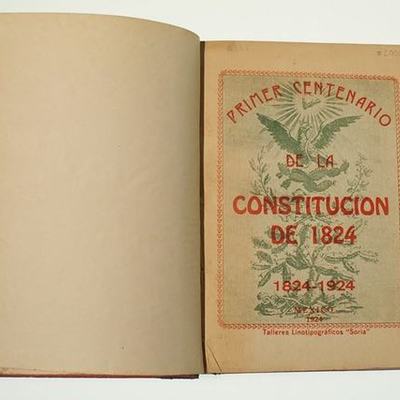 PRIMER CENTENARIO
DE LA
CONSTITUCION
DE 1824
1824-1924
MEXICO
1924
Talleres Linotipográficos "Soria"